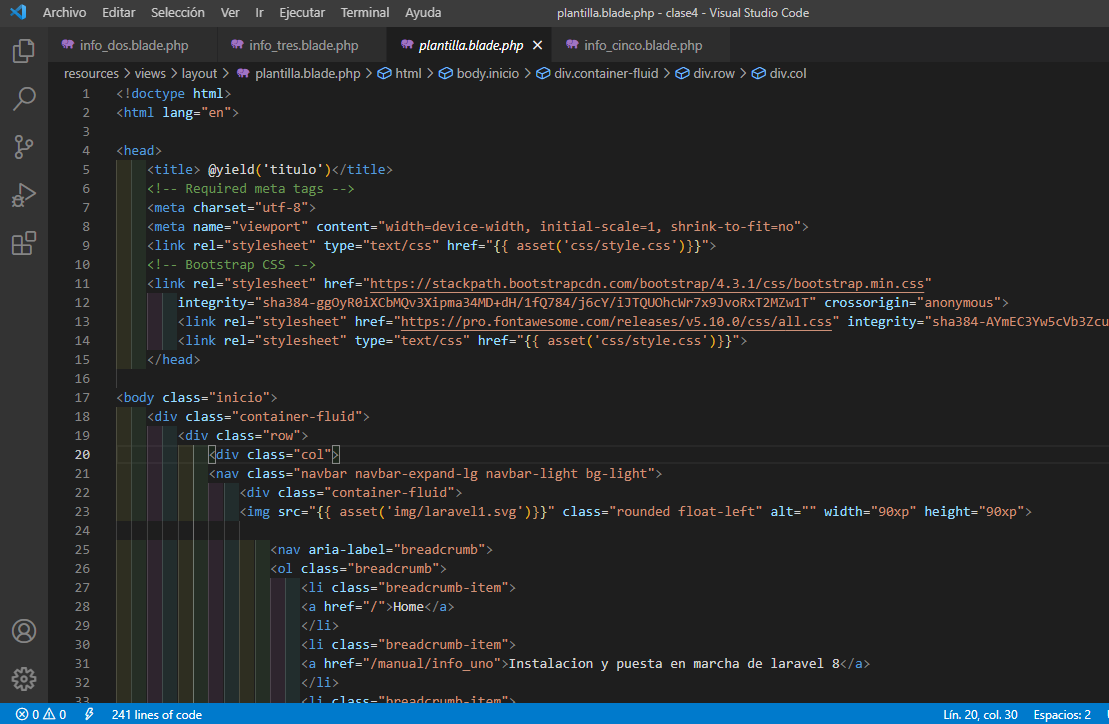 Archivo Editar Selección Ver Ir Ejecutar Terminal Ayuda plantilla.blade.php - clase4 - Visual Studio Code
info_dos.blade.php info_tres.blade.php plantilla.blade.php info_cinco.blade.php
resources > views > layout > plantilla.blade.php > html > body.inicio > div.container-fluid > div.row > div.col
1 <!doctype html>
2 <html lang="en">
3
4 <head>
5 <title> @yield('titulo')</title>
6 <!-- Required meta tags -->
7 <meta charset="utf-8">
8 <meta name="viewport" content="width=device-width, initial-scale=1, shrink-to-fit=no">
9 <link rel="stylesheet" type="text/css" href="{{ asset('css/style.css')}}">
10 <!-- Bootstrap CSS -->
11 <link rel="stylesheet" href="https://stackpath.bootstrapcdn.com/bootstrap/4.3.1/css/bootstrap.min.css"
12 integrity="sha384-ggOyR0iXCbMQv3Xipma34MD+dH/1fQ784/j6cY/iJTQUOhcWr7x9JvoRxT2MZw1T" crossorigin="anonymous">
13 <link rel="stylesheet" href="https://pro.fontawesome.com/releases/v5.10.0/css/all.css" integrity="sha384-AYmEC3Yw5cVb3Zcu
14 <link rel="stylesheet" type="text/css" href="{{ asset('css/style.css')}}">
15 </head>
16
17 <body class="inicio">
18 <div class="container-fluid">
19 <div class="row">
20 <div class="col">
21 <nav class="navbar navbar-expand-lg navbar-light bg-light">
22 <div class="container-fluid">
23 <img src="{{ asset('img/laravel1.svg')}}" class="rounded float-left" alt="" width="90xp" height="90xp">
24
25 <nav aria-label="breadcrumb">
26 <ol class="breadcrumb">
27 <li class="breadcrumb-item">
28 <a href="/">Home</a>
29 </li>
30 <li class="breadcrumb-item">
31 <a href="/manual/info_uno">Instalacion y puesta en marcha de laravel 8</a>
32 </li>
33 <li class="breadcrumb-item">
0 0 241 lines of code Lín. 20, col. 30 Espacios: 2